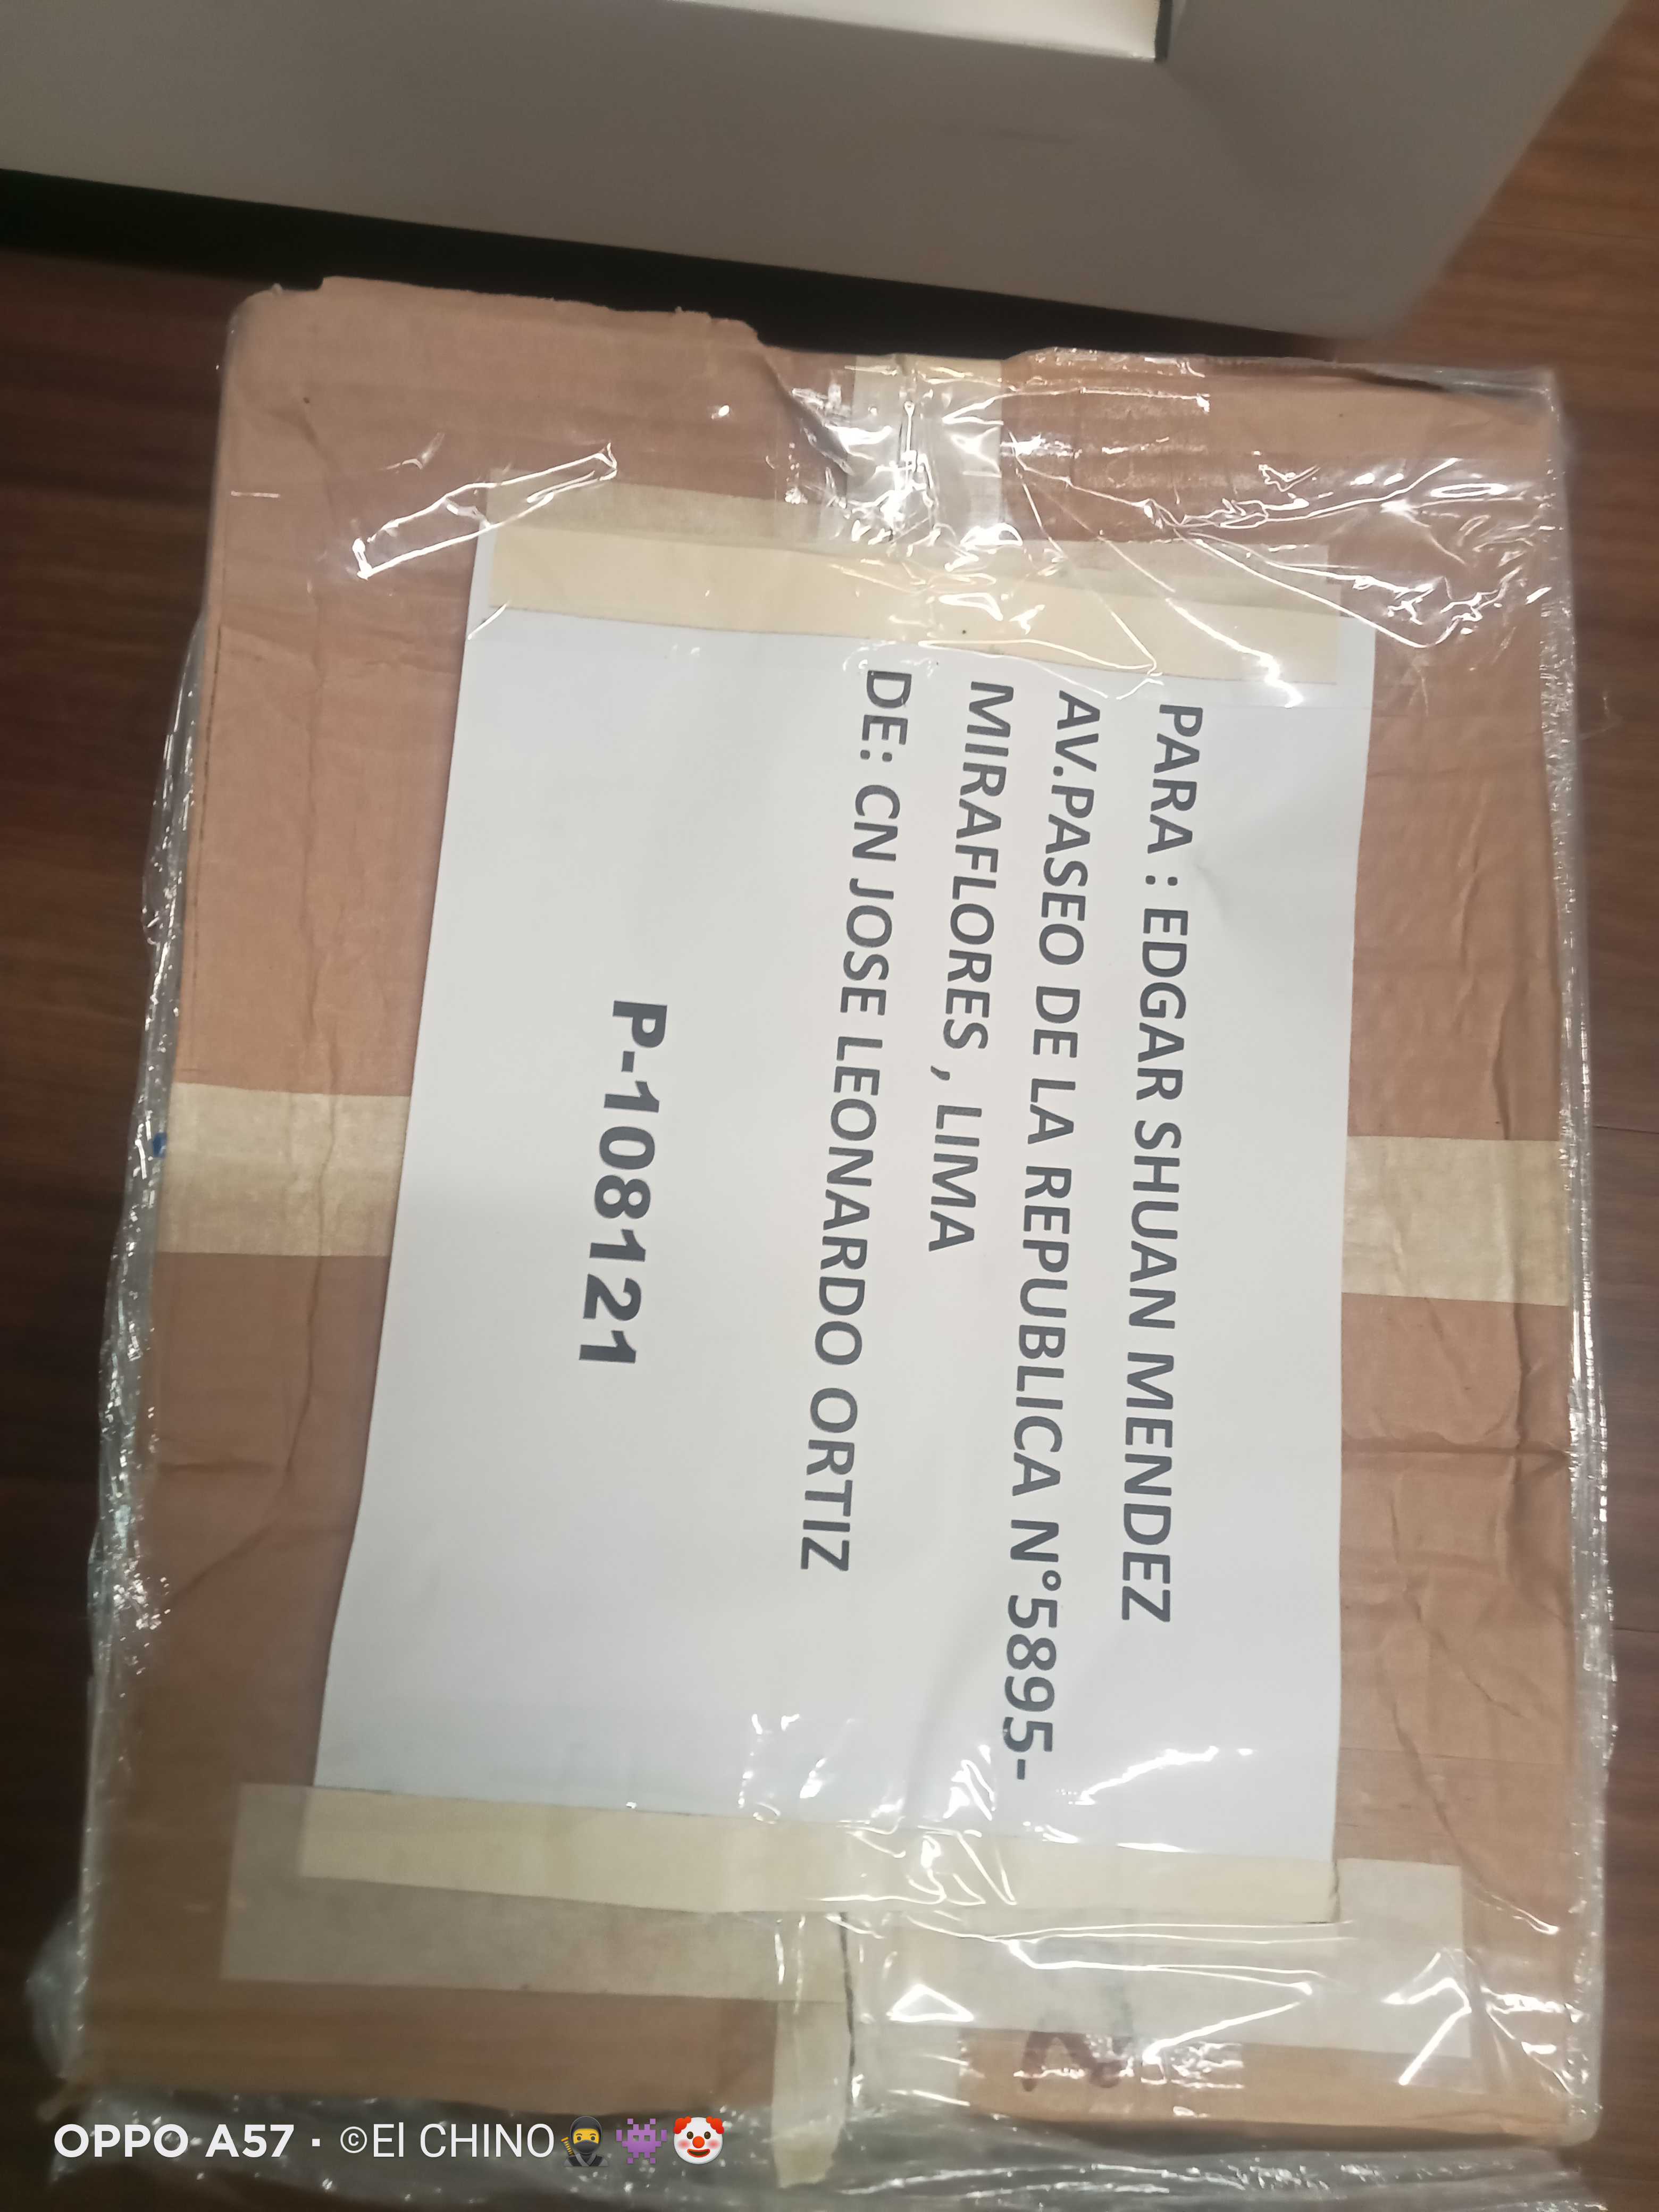 PARA : EDGAR SHUAN MENDEZ
AV.PASEO DE LA REPUBLICA N°5895-
MIRAFLORES , LIMA
DE: CN JOSE LEONARDO ORTIZ
P-108121
N
OPPO A57 · ©El CHINO🥷👾🤡